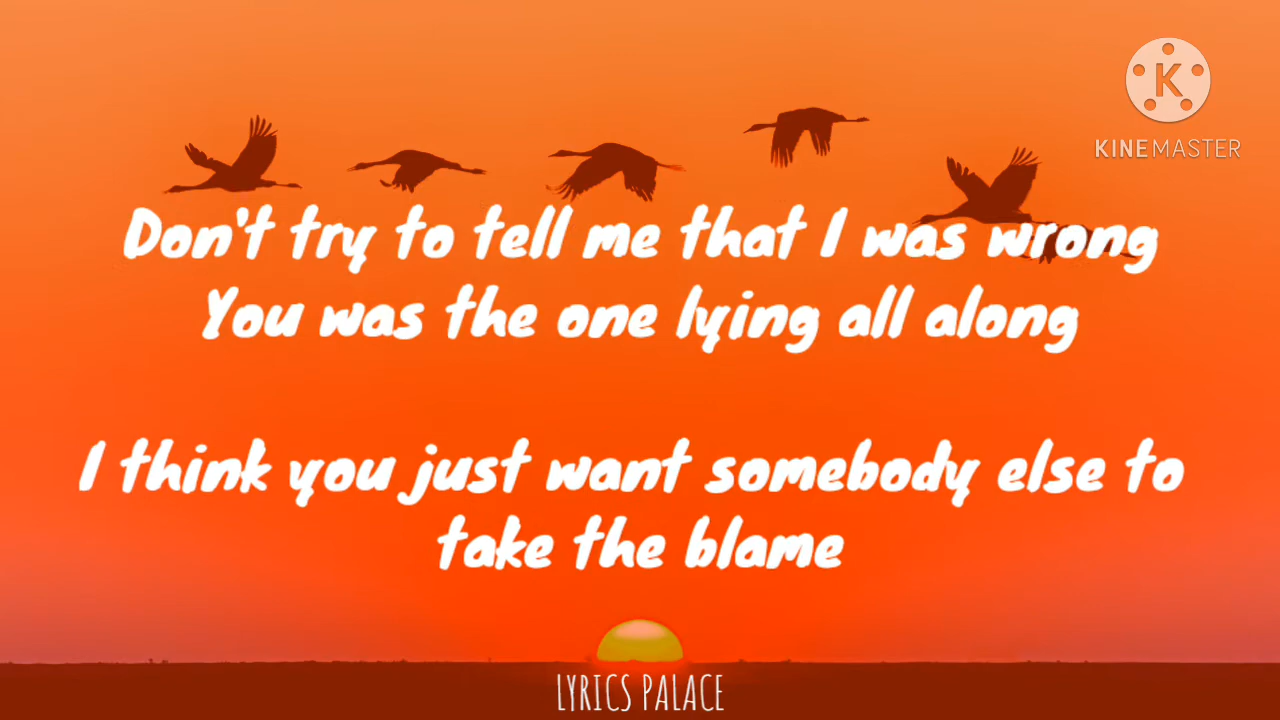 K
KINEMASTER
Don't try to tell me that I was wrong
You was the one lying all along
I think you just want somebody else to
take the blame
LYRICS PALACE